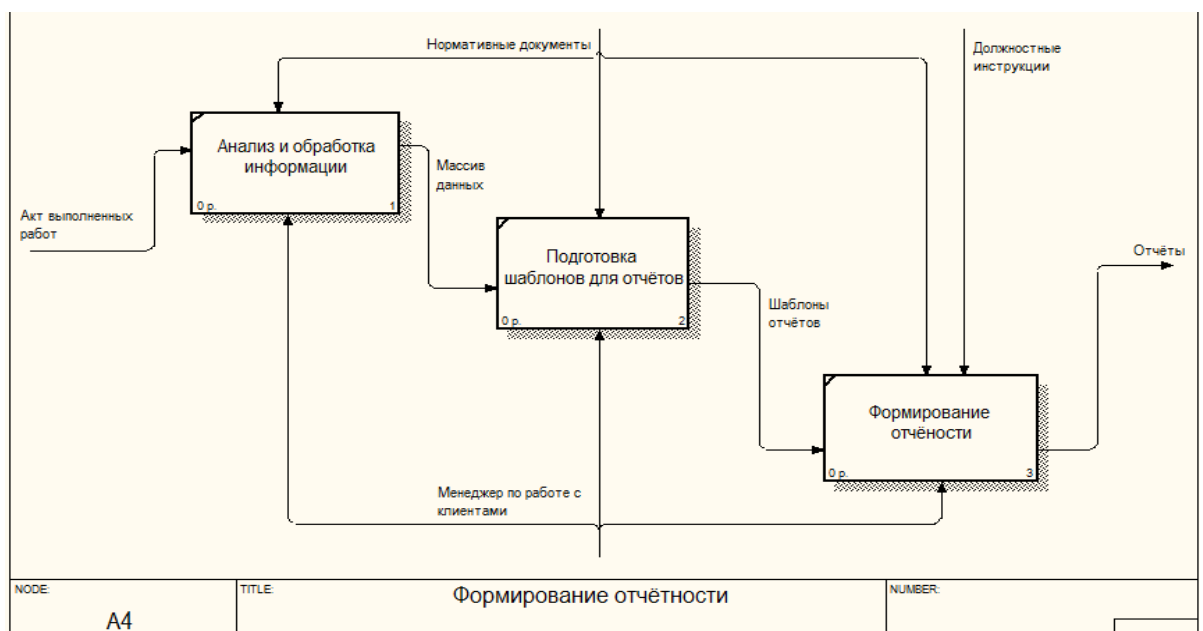 Нормативные документы
Должностные
инструкции
Анализ и обработка
информации
0 р.
1
Массив
данных
Акт выполненных
работ
Подготовка
шаблонов для отчётов
0 р.
2
Отчёты
Шаблоны
отчётов
Формирование
отчёности
0 р.
3
Менеджер по работе с
клиентами
NODE:
A4
TITLE:
Формирование отчётности
NUMBER: